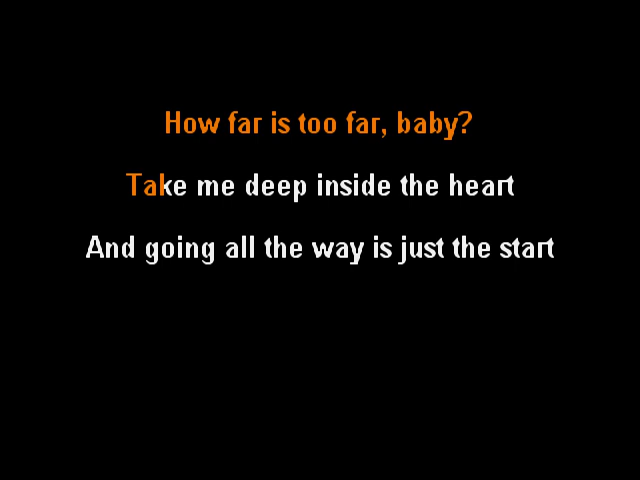 How far is too far, baby?
Take me deep inside the heart
And going all the way is just the start